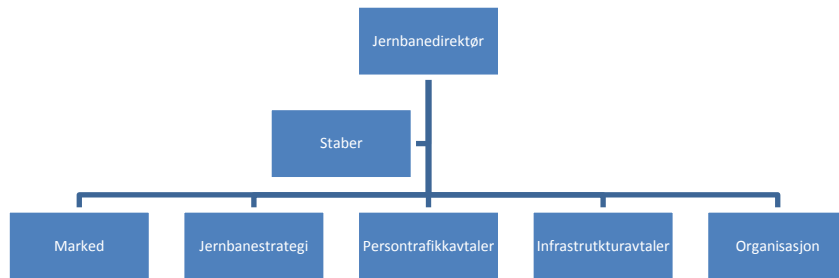 Jernbanedirektør
Staber
Marked
Jernbanestrategi
Persontrafikkavtaler
Infrastrutkturavtaler
Organisasjon